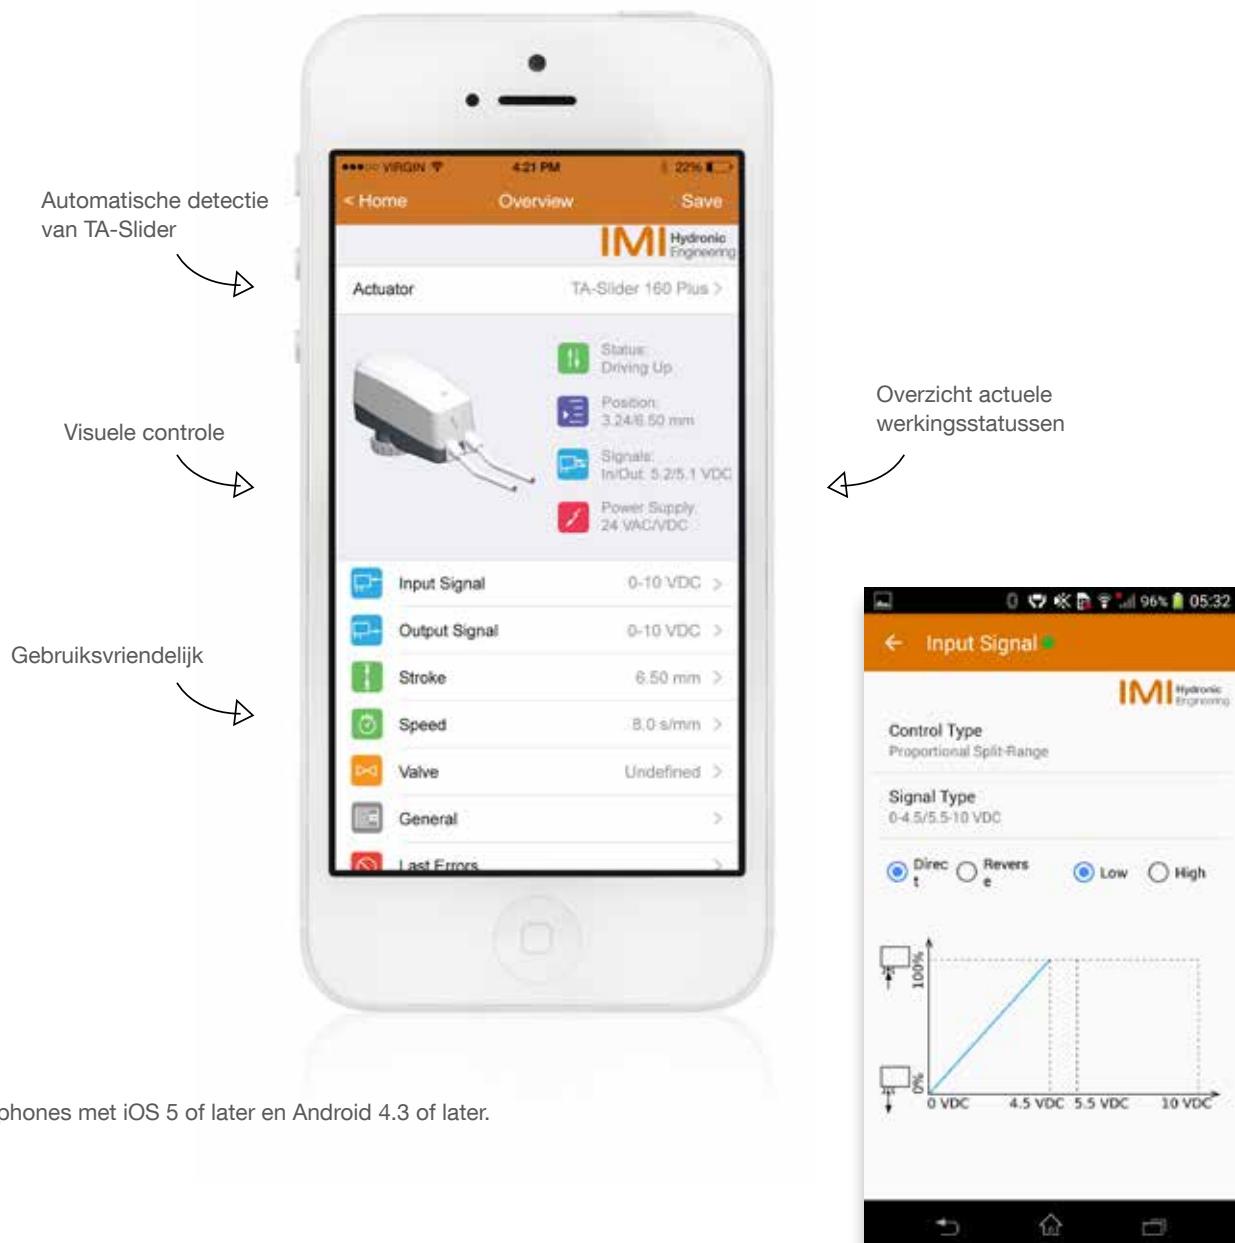 Automatische detectie
van TA-Slider
Visuele controle
Gebruiksvriendelijk
VIRGIN 4:21 PM 22%
< Home Overview Save
IMI Hydronic
Engineering
Actuator TA-Slider 160 Plus >
Status:
Driving Up
Position:
3.24/6.50 mm
Signals:
In/Out: 5.2/5.1 VDC
Power Supply:
24 VAC/VDC
Input Signal 0-10 VDC >
Output Signal 0-10 VDC >
Stroke 6.50 mm >
Speed 8.0 s/mm >
Valve Undefined >
General >
Last Errors >
Overzicht actuele
werkingsstatussen
96% 05:32
← Input Signal
IMI Hydronic
Engineering
Control Type
Proportional Split-Range
Signal Type
0-4.5/5.5-10 VDC
Direc
t
Revers
e
Low High
100%
0%
0 VDC 4.5 VDC 5.5 VDC 10 VDC
phones met iOS 5 of later en Android 4.3 of later.